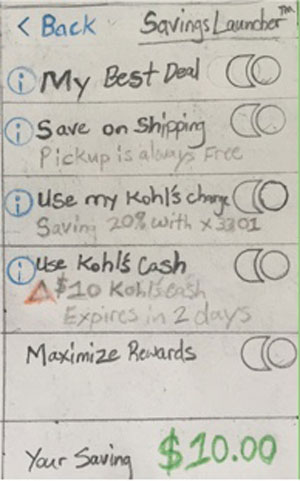 < Back Savings Launcher™
i My Best Deal
i Save on Shipping
Pickup is always Free
i Use my Kohl's charge
Saving 20% with x3301
i Use Kohl's Cash
$10 Kohl's cash
Expires in 2 days
Maximize Rewards
Your Saving $10.00